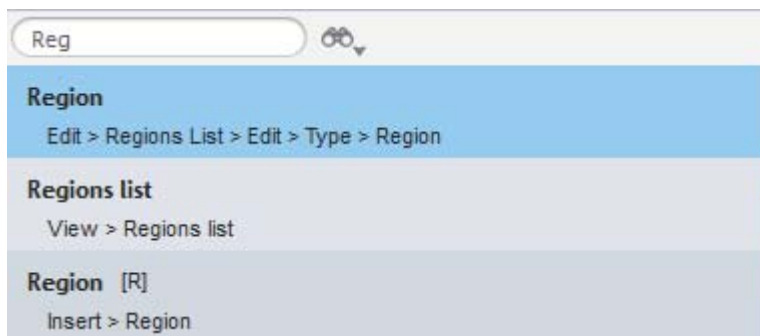 Reg
Region
Edit > Regions List > Edit > Type > Region
Regions list
View > Regions list
Region [R]
Insert > Region